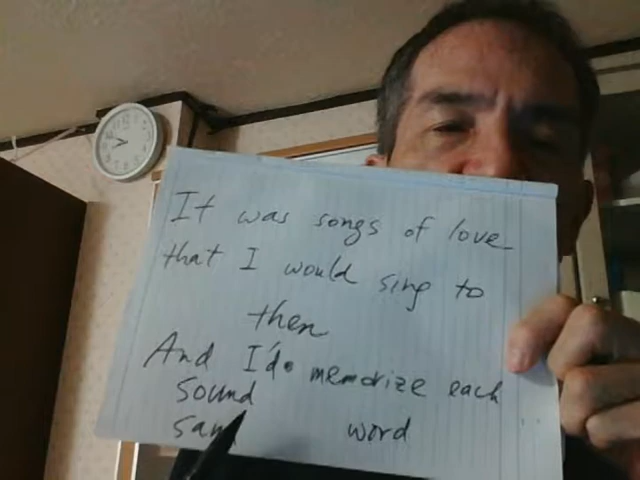 It was songs of love
that I would sing to
then
And I'd memorize each
sound
word